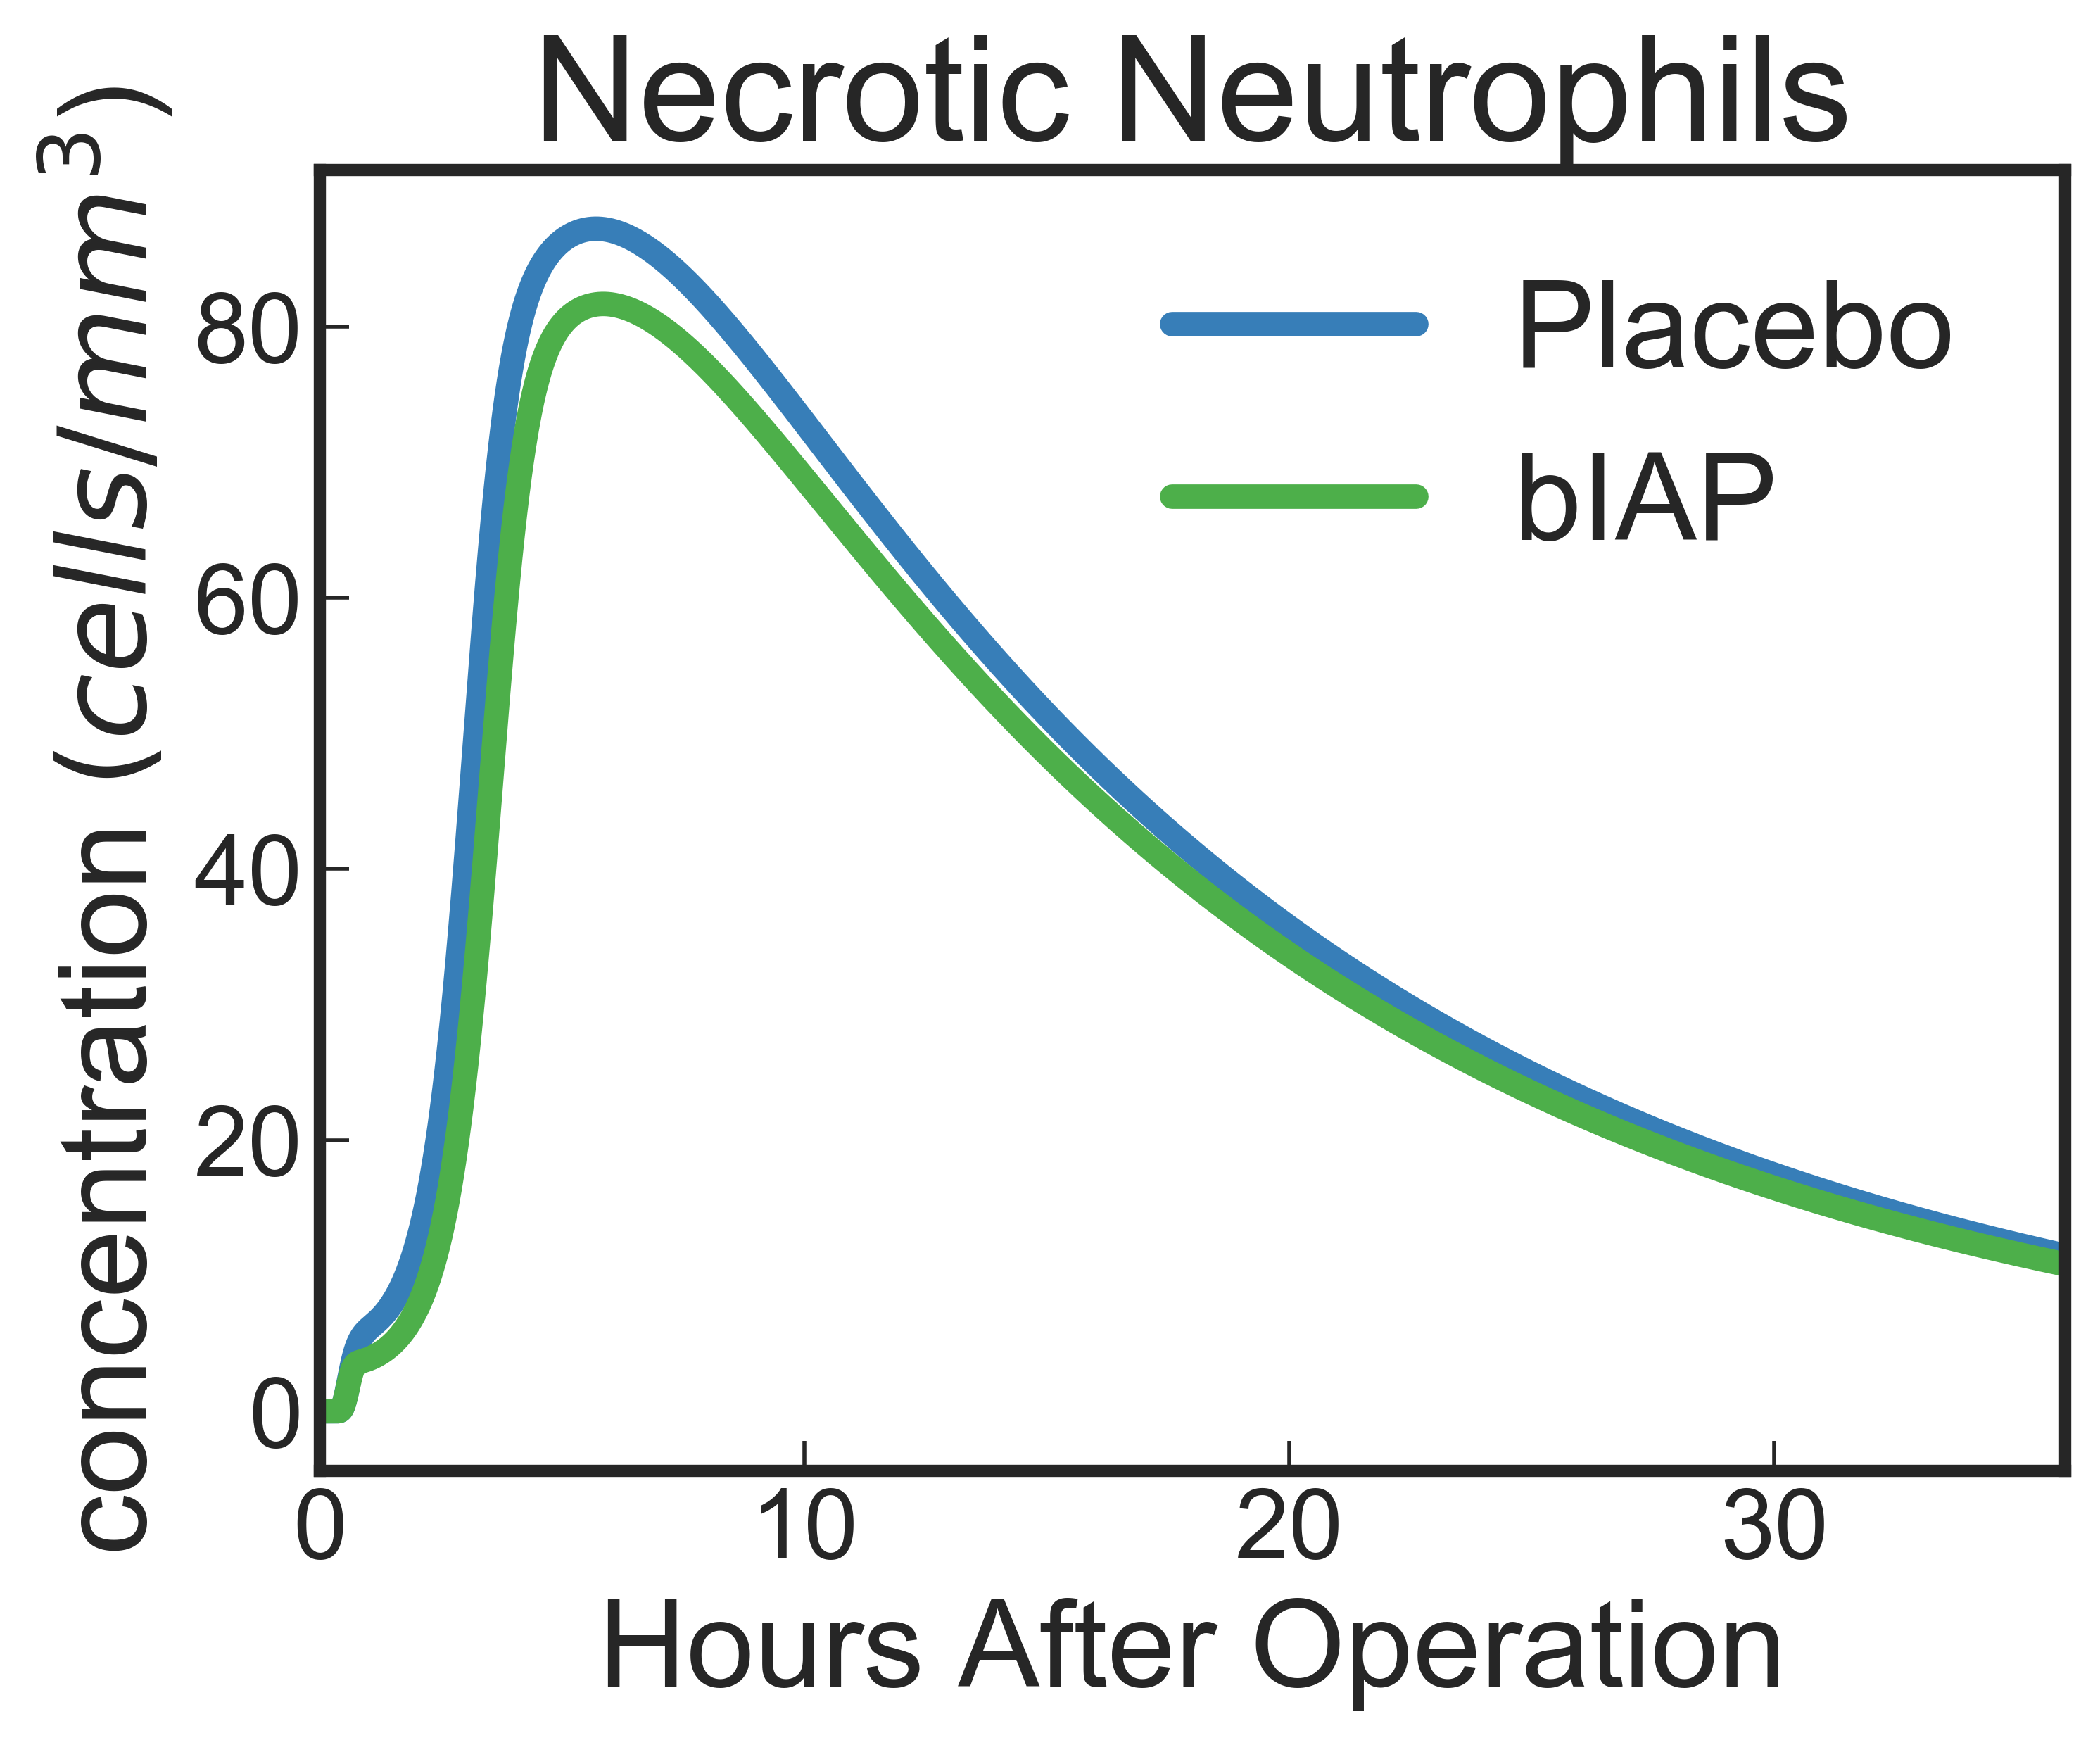 Necrotic Neutrophils
concentration (cells/mm³)
80
60
40
20
0
Placebo
bIAP
0 10 20 30
Hours After Operation